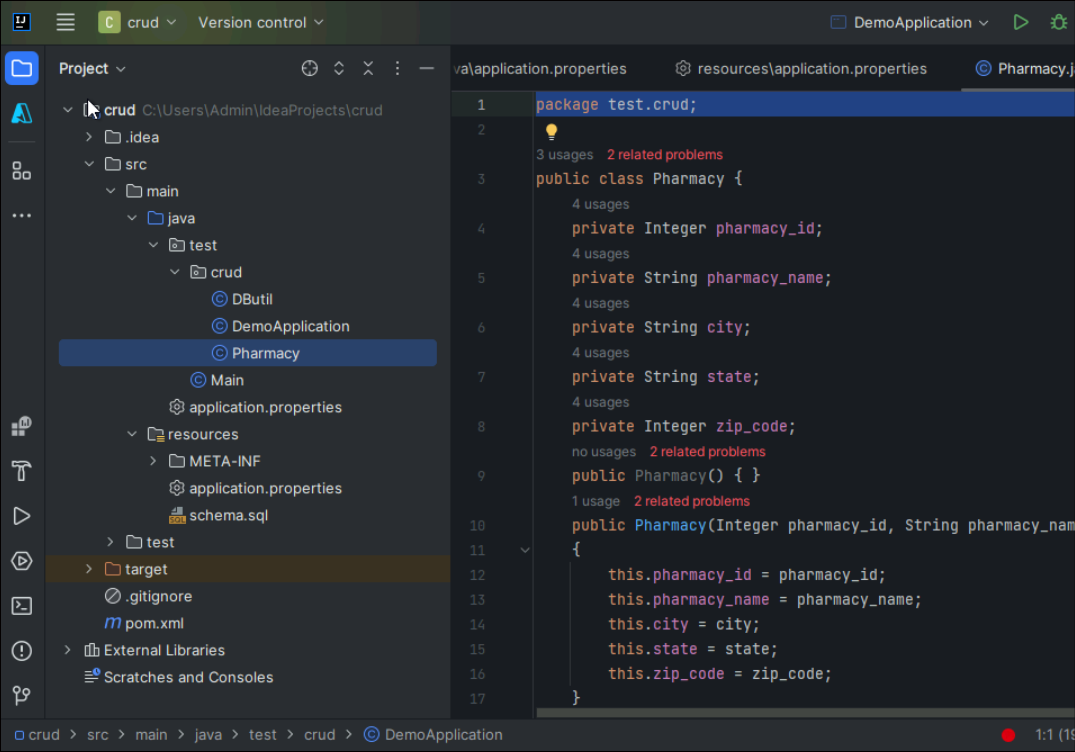 crud Version control DemoApplication
Project
crud C:\Users\Admin\IdeaProjects\crud
.idea
src
main
java
test
crud
DButil
DemoApplication
Pharmacy
Main
application.properties
resources
META-INF
application.properties
schema.sql
test
target
.gitignore
pom.xml
External Libraries
Scratches and Consoles
va\application.properties resources\application.properties Pharmacy.j
1 package test.crud;
2
3 usages 2 related problems
3 public class Pharmacy {
4 usages
4 private Integer pharmacy_id;
4 usages
5 private String pharmacy_name;
4 usages
6 private String city;
4 usages
7 private String state;
4 usages
8 private Integer zip_code;
no usages 2 related problems
9 public Pharmacy() { }
1 usage 2 related problems
10 public Pharmacy(Integer pharmacy_id, String pharmacy_nam
11 {
12 this.pharmacy_id = pharmacy_id;
13 this.pharmacy_name = pharmacy_name;
14 this.city = city;
15 this.state = state;
16 this.zip_code = zip_code;
17 }
crud > src > main > java > test > crud > DemoApplication 1:1 (19